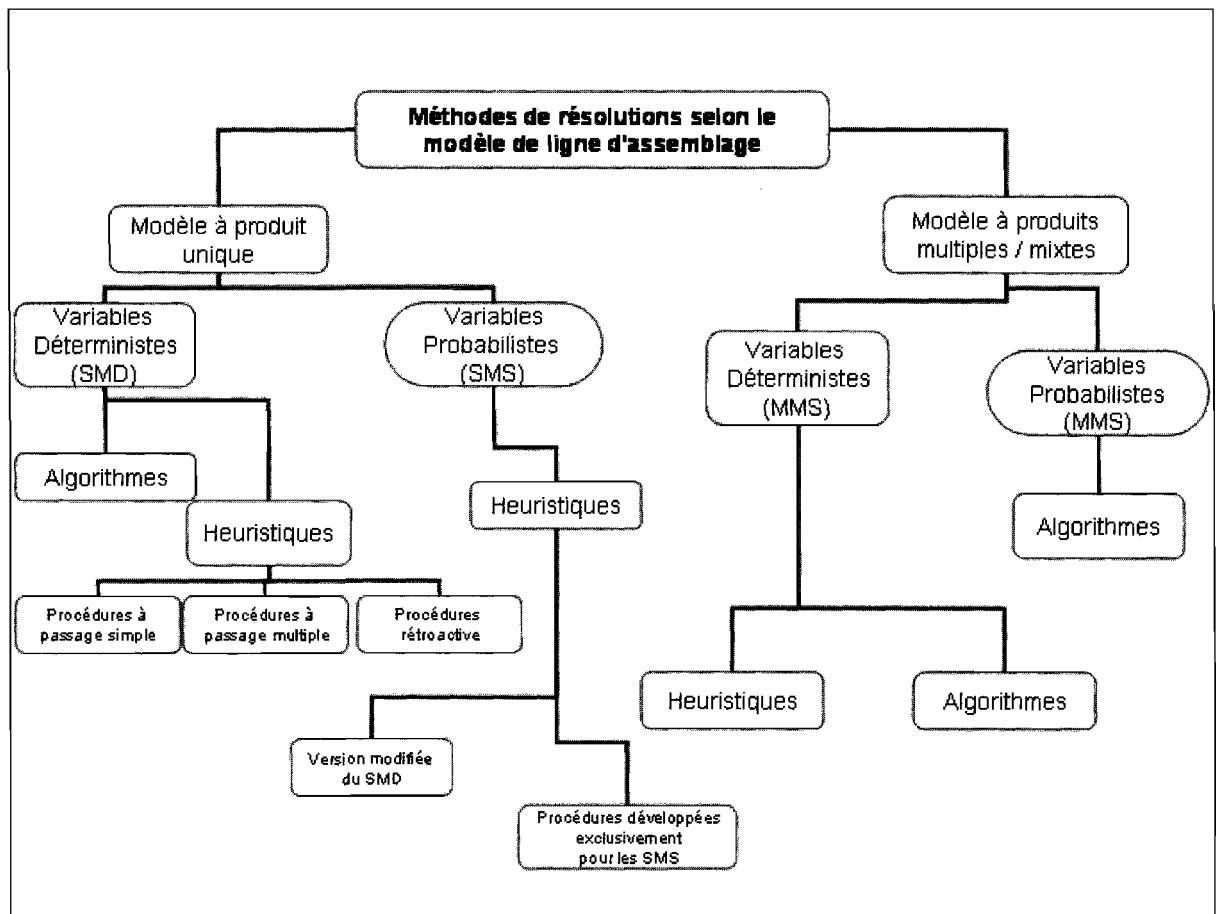 Méthodes de résolutions selon le
modèle de ligne d'assemblage
Modèle à produit
unique
Modèle à produits
multiples / mixtes
Variables
Déterministes
(SMD)
Variables
Probabilistes
(SMS)
Variables
Déterministes
(MMS)
Variables
Probabilistes
(MMS)
Algorithmes
Heuristiques
Heuristiques
Algorithmes
Procédures à
passage simple
Procédures à
passage multiple
Procédures
rétroactive
Heuristiques
Algorithmes
Version modifiée
du SMD
Procédures développées
exclusivement
pour les SMS